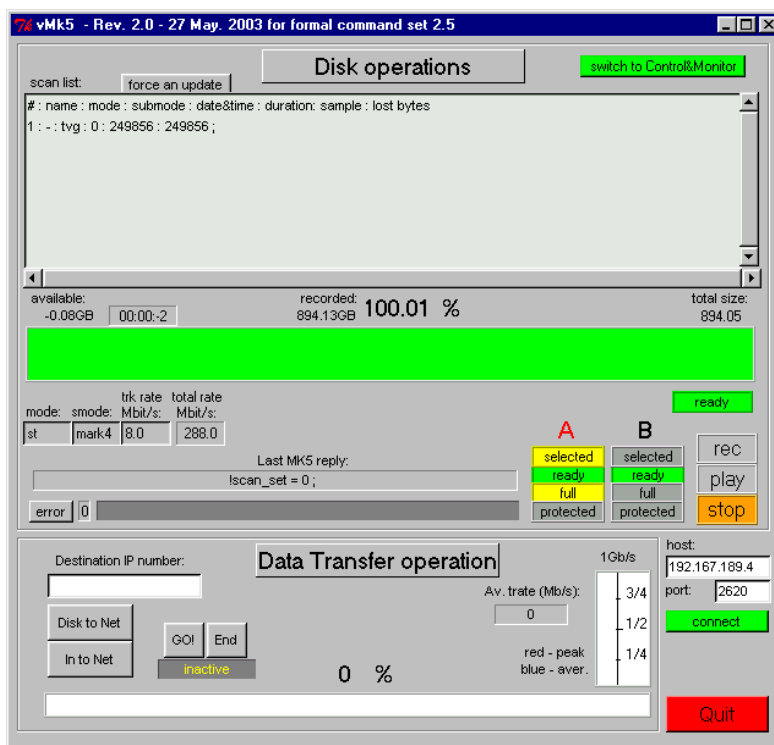 vMk5 - Rev. 2.0 - 27 May. 2003 for formal command set 2.5
Disk operations
switch to Control&Monitor
scan list:
force an update
# : name : mode : submode : date&time : duration: sample : lost bytes
1 : - : tvg : 0 : 249856 : 249856 ;
available:
-0.08GB
00:00:-2
recorded:
894.13GB
100.01 %
total size:
894.05
ready
mode:
smode:
trk rate
Mbit/s:
total rate
Mbit/s:
st
mark4
8.0
288.0
A
B
selected
selected
rec
ready
ready
full
full
play
protected
protected
stop
Last MK5 reply:
!scan_set = 0 ;
error
0
Data Transfer operation
Destination IP number:
Disk to Net
In to Net
GO!
End
inactive
0 %
Av. trate (Mb/s):
0
red - peak
blue - aver.
1Gb/s
3/4
1/2
1/4
host:
192.167.189.4
port:
2620
connect
Quit